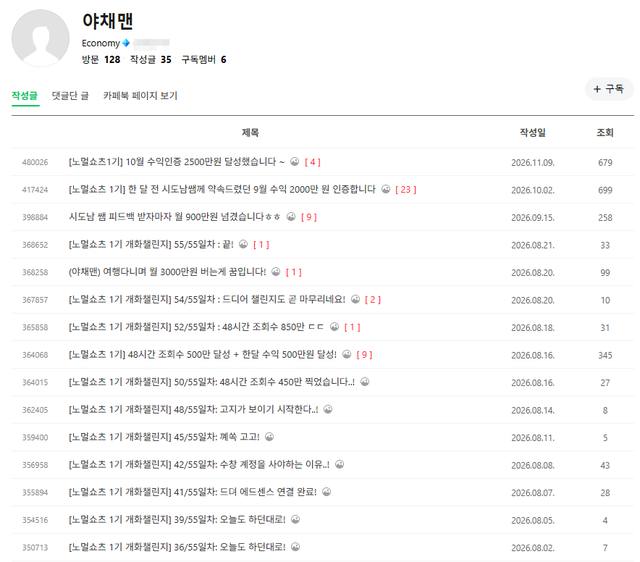 야채맨
Economy
방문 128 작성글 35 구독멤버 6
작성글 댓글단 글 카페북 페이지 보기
+ 구독
제목 작성일 조회
480026 [노멀쇼츠1기] 10월 수익인증 2500만원 달성했습니다 ~ [ 4 ] 2026.11.09. 679
417424 [노멀쇼츠 1기] 한 달 전 시도남쌤께 약속드렸던 9월 수익 2000만 원 인증합니다 [ 23 ] 2026.10.02. 699
398884 시도남 쌤 피드백 받자마자 월 900만원 넘겼습니다ㅎㅎ [ 9 ] 2026.09.15. 258
368652 [노멀쇼츠 1기 개화챌린지] 55/55일차 : 끝! [ 1 ] 2026.08.21. 33
368258 (야채맨) 여행다니며 월 3000만원 버는게 꿈입니다! [ 1 ] 2026.08.20. 99
367857 [노멀쇼츠 1기 개화챌린지] 54/55일차 : 드디어 챌린지도 곧 마무리네요! [ 2 ] 2026.08.20. 10
365858 [노멀쇼츠 1기 개화챌린지] 52/55일차 : 48시간 조회수 850만 ㄷㄷ [ 1 ] 2026.08.18. 31
364068 [노멀쇼츠 1기] 48시간 조회수 500만 달성 + 한달 수익 500만원 달성! [ 9 ] 2026.08.16. 345
364015 [노멀쇼츠 1기 개화챌린지] 50/55일차: 48시간 조회수 450만 찍었습니다..! 2026.08.16. 27
362405 [노멀쇼츠 1기 개화챌린지] 48/55일차: 고지가 보이기 시작한다..! 2026.08.14. 8
359400 [노멀쇼츠 1기 개화챌린지] 45/55일차: 꼐쏙 고고! 2026.08.11. 5
356958 [노멀쇼츠 1기 개화챌린지] 42/55일차: 수창 계정을 사야하는 이유..! 2026.08.08. 43
355894 [노멀쇼츠 1기 개화챌린지] 41/55일차: 드뎌 에드센스 연결 완료! 2026.08.07. 28
354516 [노멀쇼츠 1기 개화챌린지] 39/55일차: 오늘도 하던대로! 2026.08.05. 4
350713 [노멀쇼츠 1기 개화챌린지] 36/55일차: 오늘도 하던대로! 2026.08.02. 7